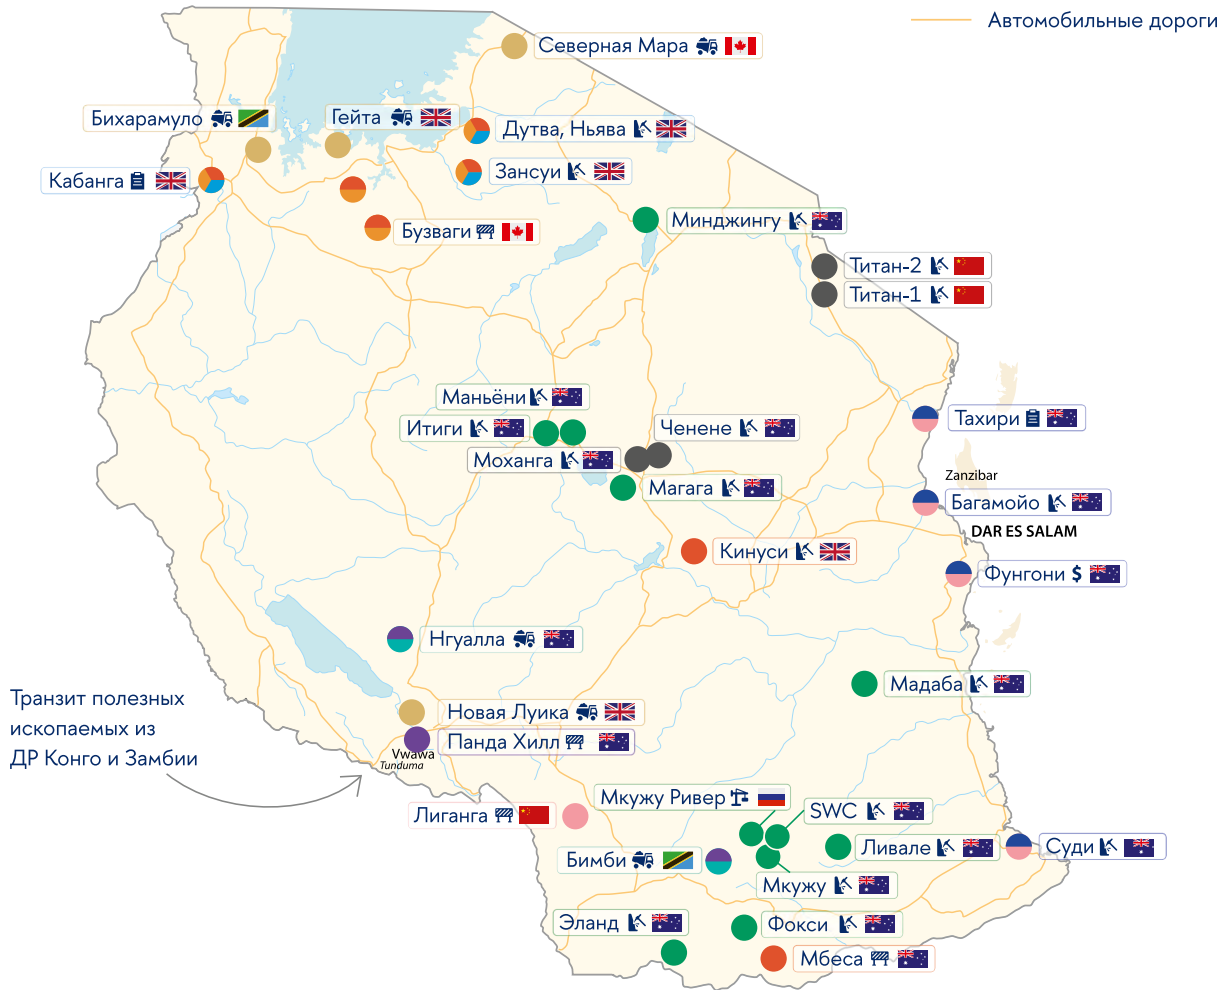 Автомобильные дороги
Северная Мара
Бихарамуло
Гейта
Дутва, Ньява
Кабанга
Зансуи
Бузваги
Минджингу
Титан-2
Титан-1
Маньёни
Итиги
Ченене
Моханга
Магага
Тахири
Zanzibar
Багамойо
DAR ES SALAM
Кинуси
Фунгони $
Нгуалла
Мадаба
Транзит полезных
ископаемых из
ДР Конго и Замбии
Новая Луика
Панда Хилл
Vwawa
Tunduma
Мкужу Ривер
SWC
Лиганга
Ливале
Суди
Бимби
Мкужу
Эланд
Фокси
Мбеса